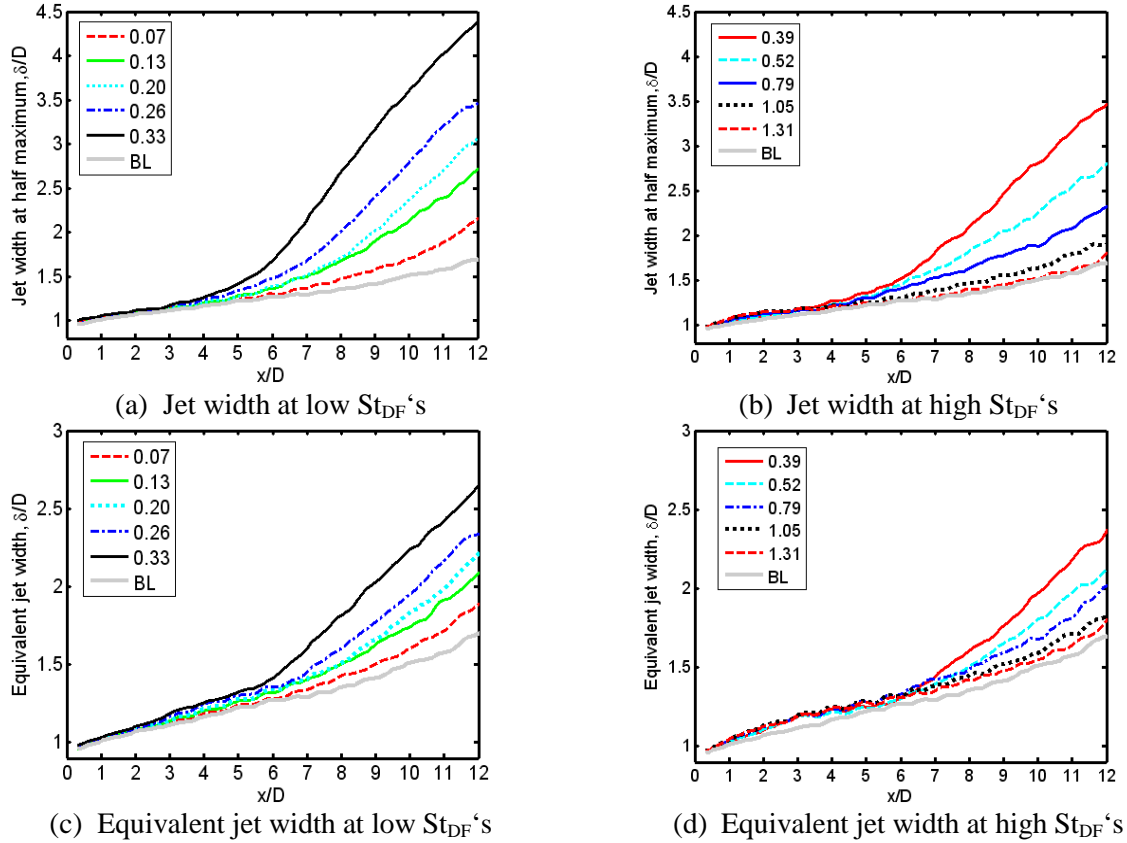 4.5
4
3.5
3
2.5
2
1.5
1
Jet width at half maximum,δ/D
0.07
0.13
0.20
0.26
0.33
BL
0 1 2 3 4 5 6 7 8 9 10 11 12
x/D
(a) Jet width at low St_DF‘s
4.5
4
3.5
3
2.5
2
1.5
1
Jet width at half maximum,δ/D
0.39
0.52
0.79
1.05
1.31
BL
0 1 2 3 4 5 6 7 8 9 10 11 12
x/D
(b) Jet width at high St_DF‘s
3
2.5
2
1.5
1
Equivalent jet width, δ/D
0.07
0.13
0.20
0.26
0.33
BL
0 1 2 3 4 5 6 7 8 9 10 11 12
x/D
(c) Equivalent jet width at low St_DF‘s
3
2.5
2
1.5
1
Equivalent jet width, δ/D
0.39
0.52
0.79
1.05
1.31
BL
0 1 2 3 4 5 6 7 8 9 10 11 12
x/D
(d) Equivalent jet width at high St_DF‘s